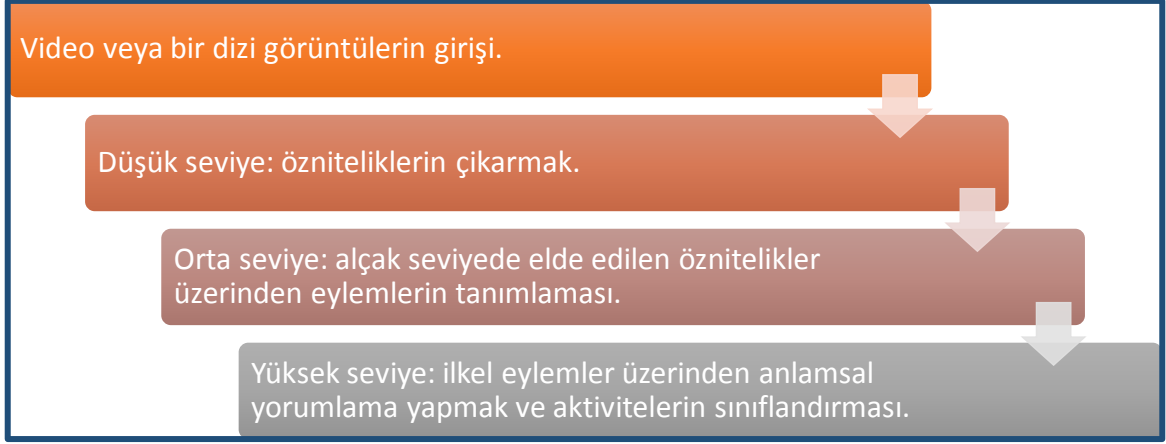 Video veya bir dizi görüntülerin girişi.
Düşük seviye: özniteliklerin çikarmak.
Orta seviye: alçak seviyede elde edilen öznitelikler
üzerinden eylemlerin tanımlaması.
Yüksek seviye: ilkel eylemler üzerinden anlamsal
yorumlama yapmak ve aktivitelerin sınıflandırması.